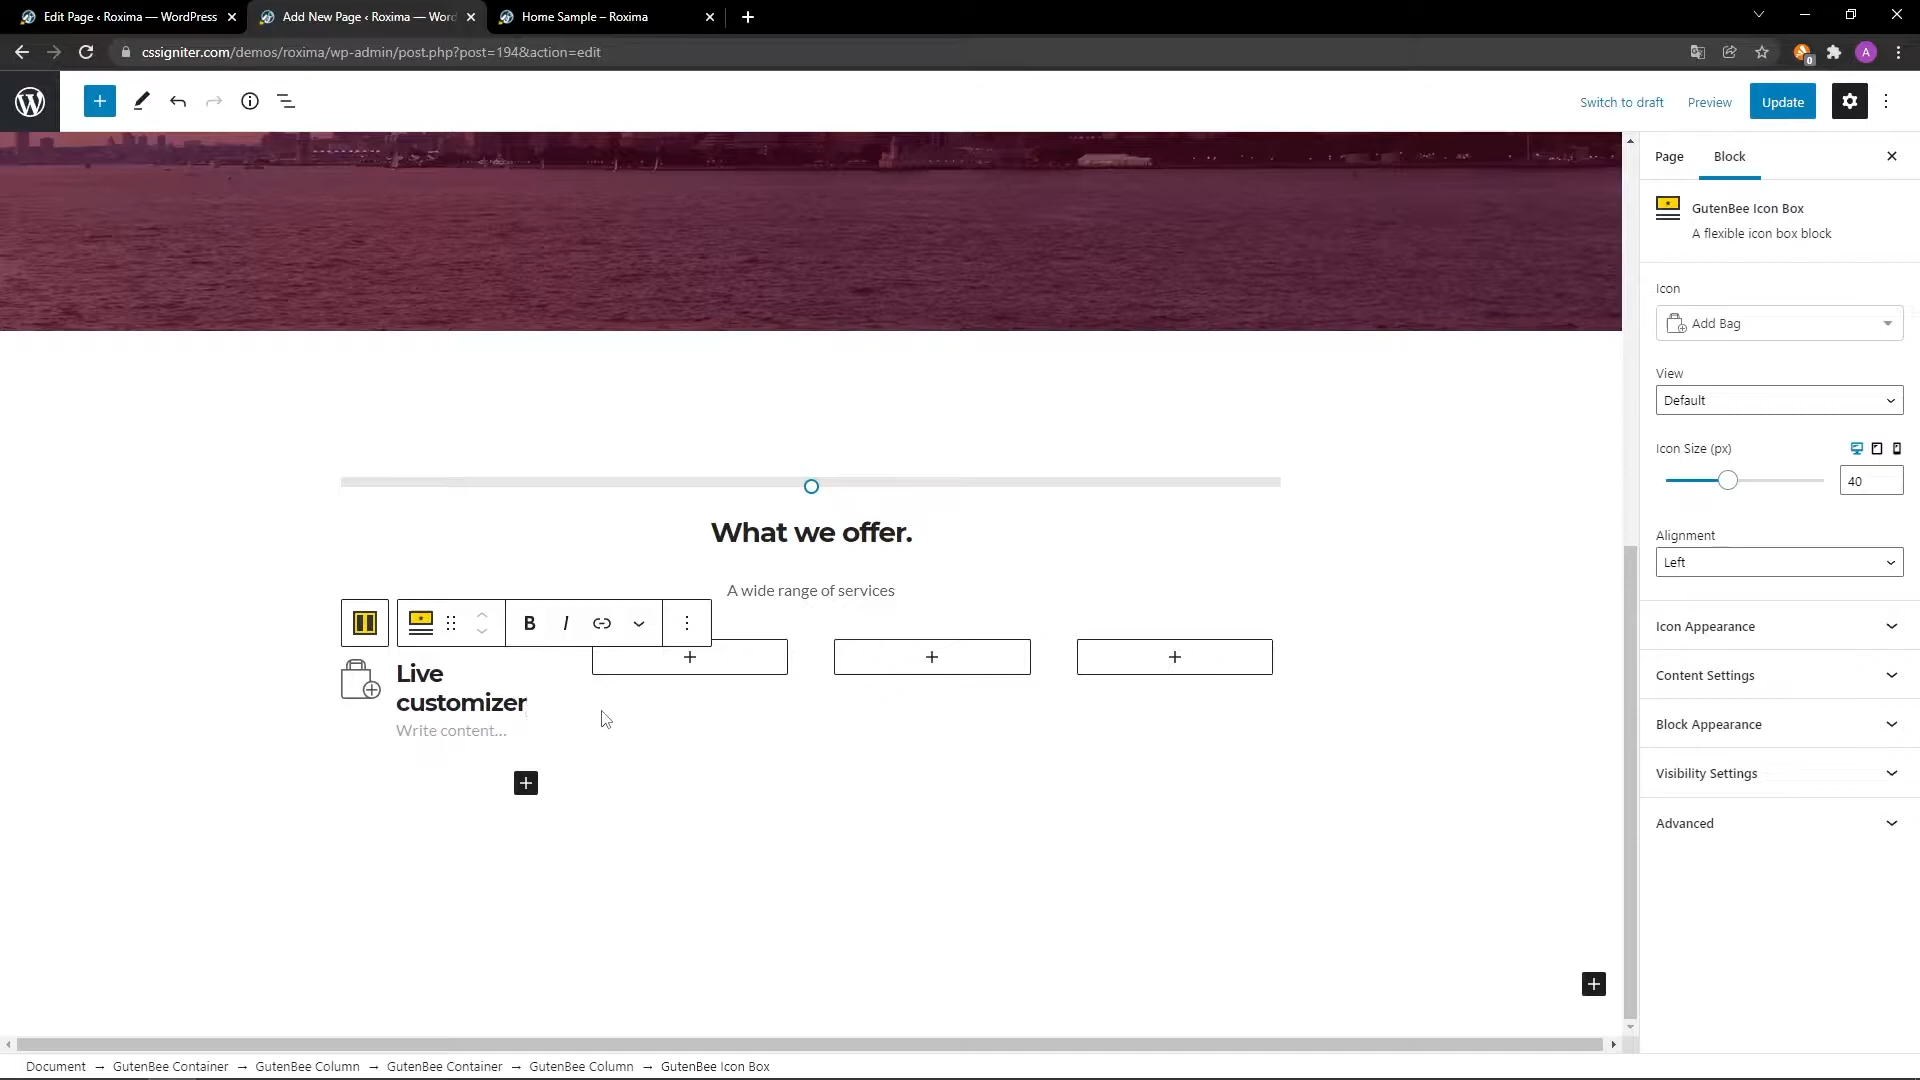 Edit Page ‹ Roxima — WordPress
Add New Page ‹ Roxima — Word
Home Sample – Roxima
cssigniter.com/demos/roxima/wp-admin/post.php?post=194&action=edit
0
A
Switch to draft
Preview
Update
Page
Block
GutenBee Icon Box
A flexible icon box block
Icon
Add Bag
View
Default
Icon Size (px)
40
Alignment
Left
Icon Appearance
Content Settings
Block Appearance
Visibility Settings
Advanced
What we offer.
A wide range of services
B I
Live
customizer
Write content...
Document → GutenBee Container → GutenBee Column → GutenBee Container → GutenBee Column → GutenBee Icon Box